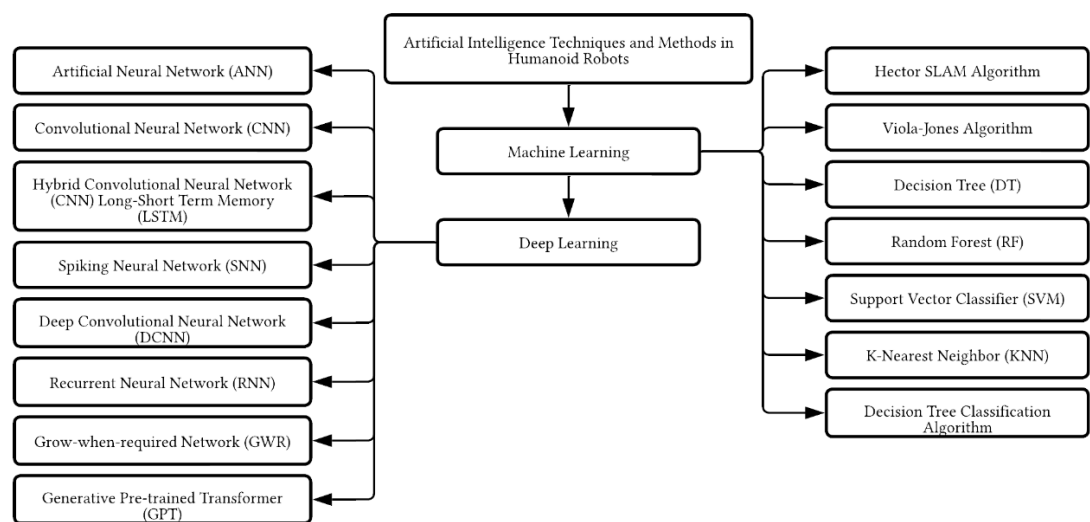 Artificial Intelligence Techniques and Methods in
Humanoid Robots
Machine Learning
Deep Learning
Artificial Neural Network (ANN)
Convolutional Neural Network (CNN)
Hybrid Convolutional Neural Network
(CNN) Long-Short Term Memory
(LSTM)
Spiking Neural Network (SNN)
Deep Convolutional Neural Network
(DCNN)
Recurrent Neural Network (RNN)
Grow-when-required Network (GWR)
Generative Pre-trained Transformer
(GPT)
Hector SLAM Algorithm
Viola-Jones Algorithm
Decision Tree (DT)
Random Forest (RF)
Support Vector Classifier (SVM)
K-Nearest Neighbor (KNN)
Decision Tree Classification
Algorithm